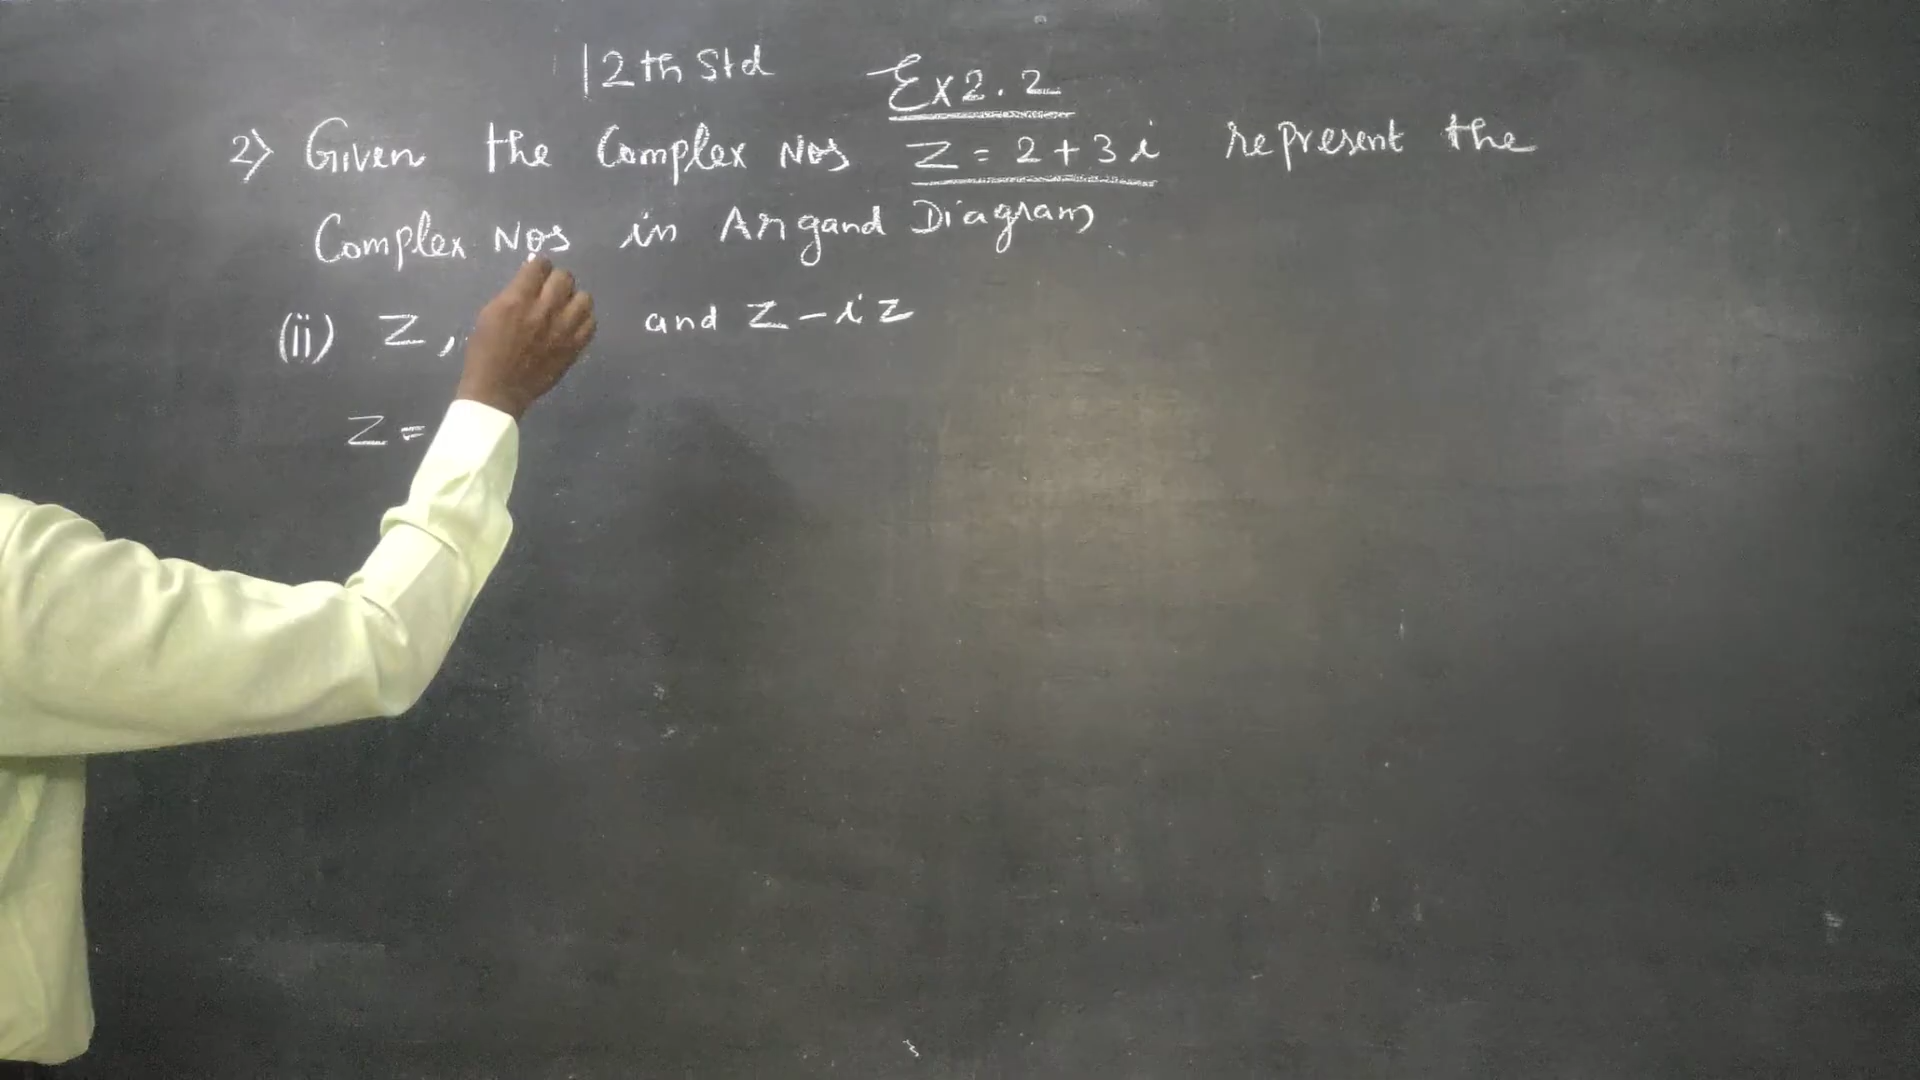 12th Std Ex 2.2
2) Given the Complex Nos Z = 2 + 3i represent the
Complex Nos in Argand Diagram
(ii) Z, and Z - iz
Z =